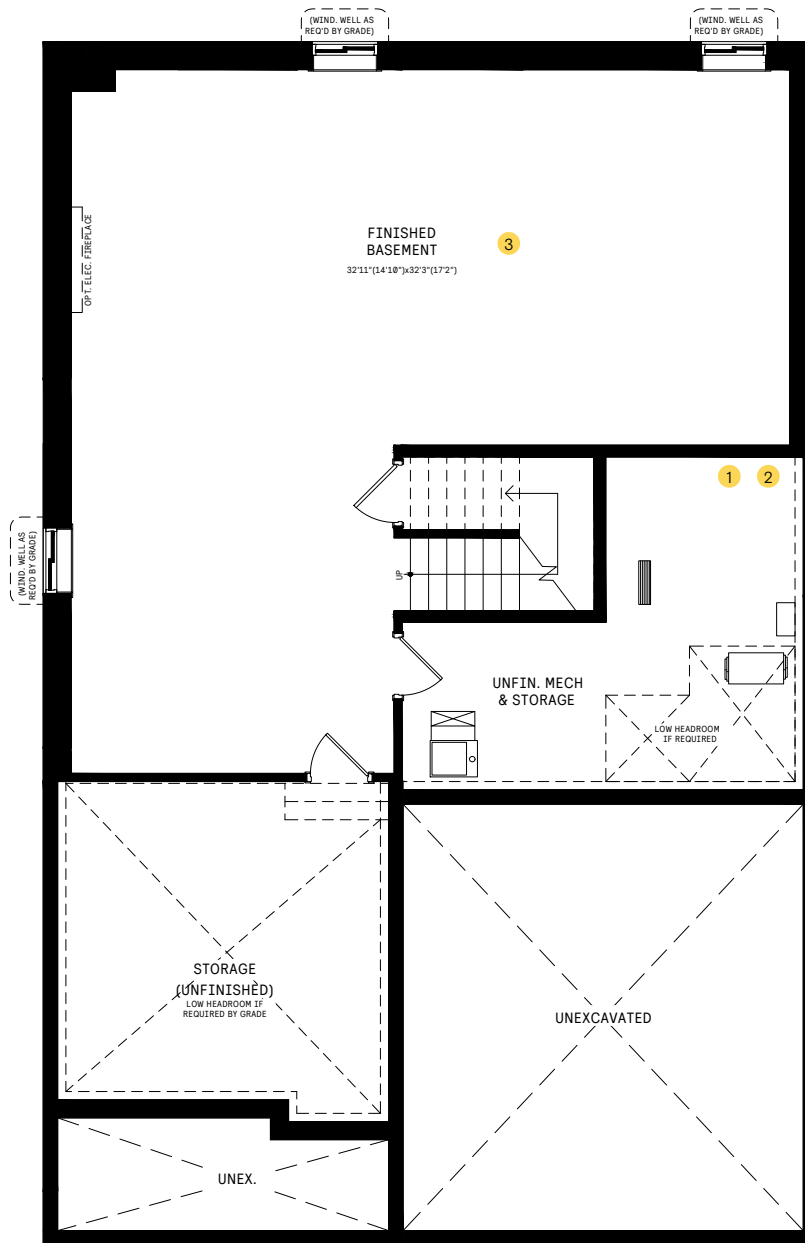 (WIND. WELL AS
REQ'D BY GRADE)
(WIND. WELL AS
REQ'D BY GRADE)
OPT. ELEC. FIREPLACE
FINISHED
BASEMENT
32'11"(14'10")x32'3"(17'2")
3
1
2
(WIND. WELL AS
REQ'D BY GRADE)
UP
UNFIN. MECH
& STORAGE
LOW HEADROOM
IF REQUIRED
STORAGE
(UNFINISHED)
LOW HEADROOM IF
REQUIRED BY GRADE
UNEXCAVATED
UNEX.